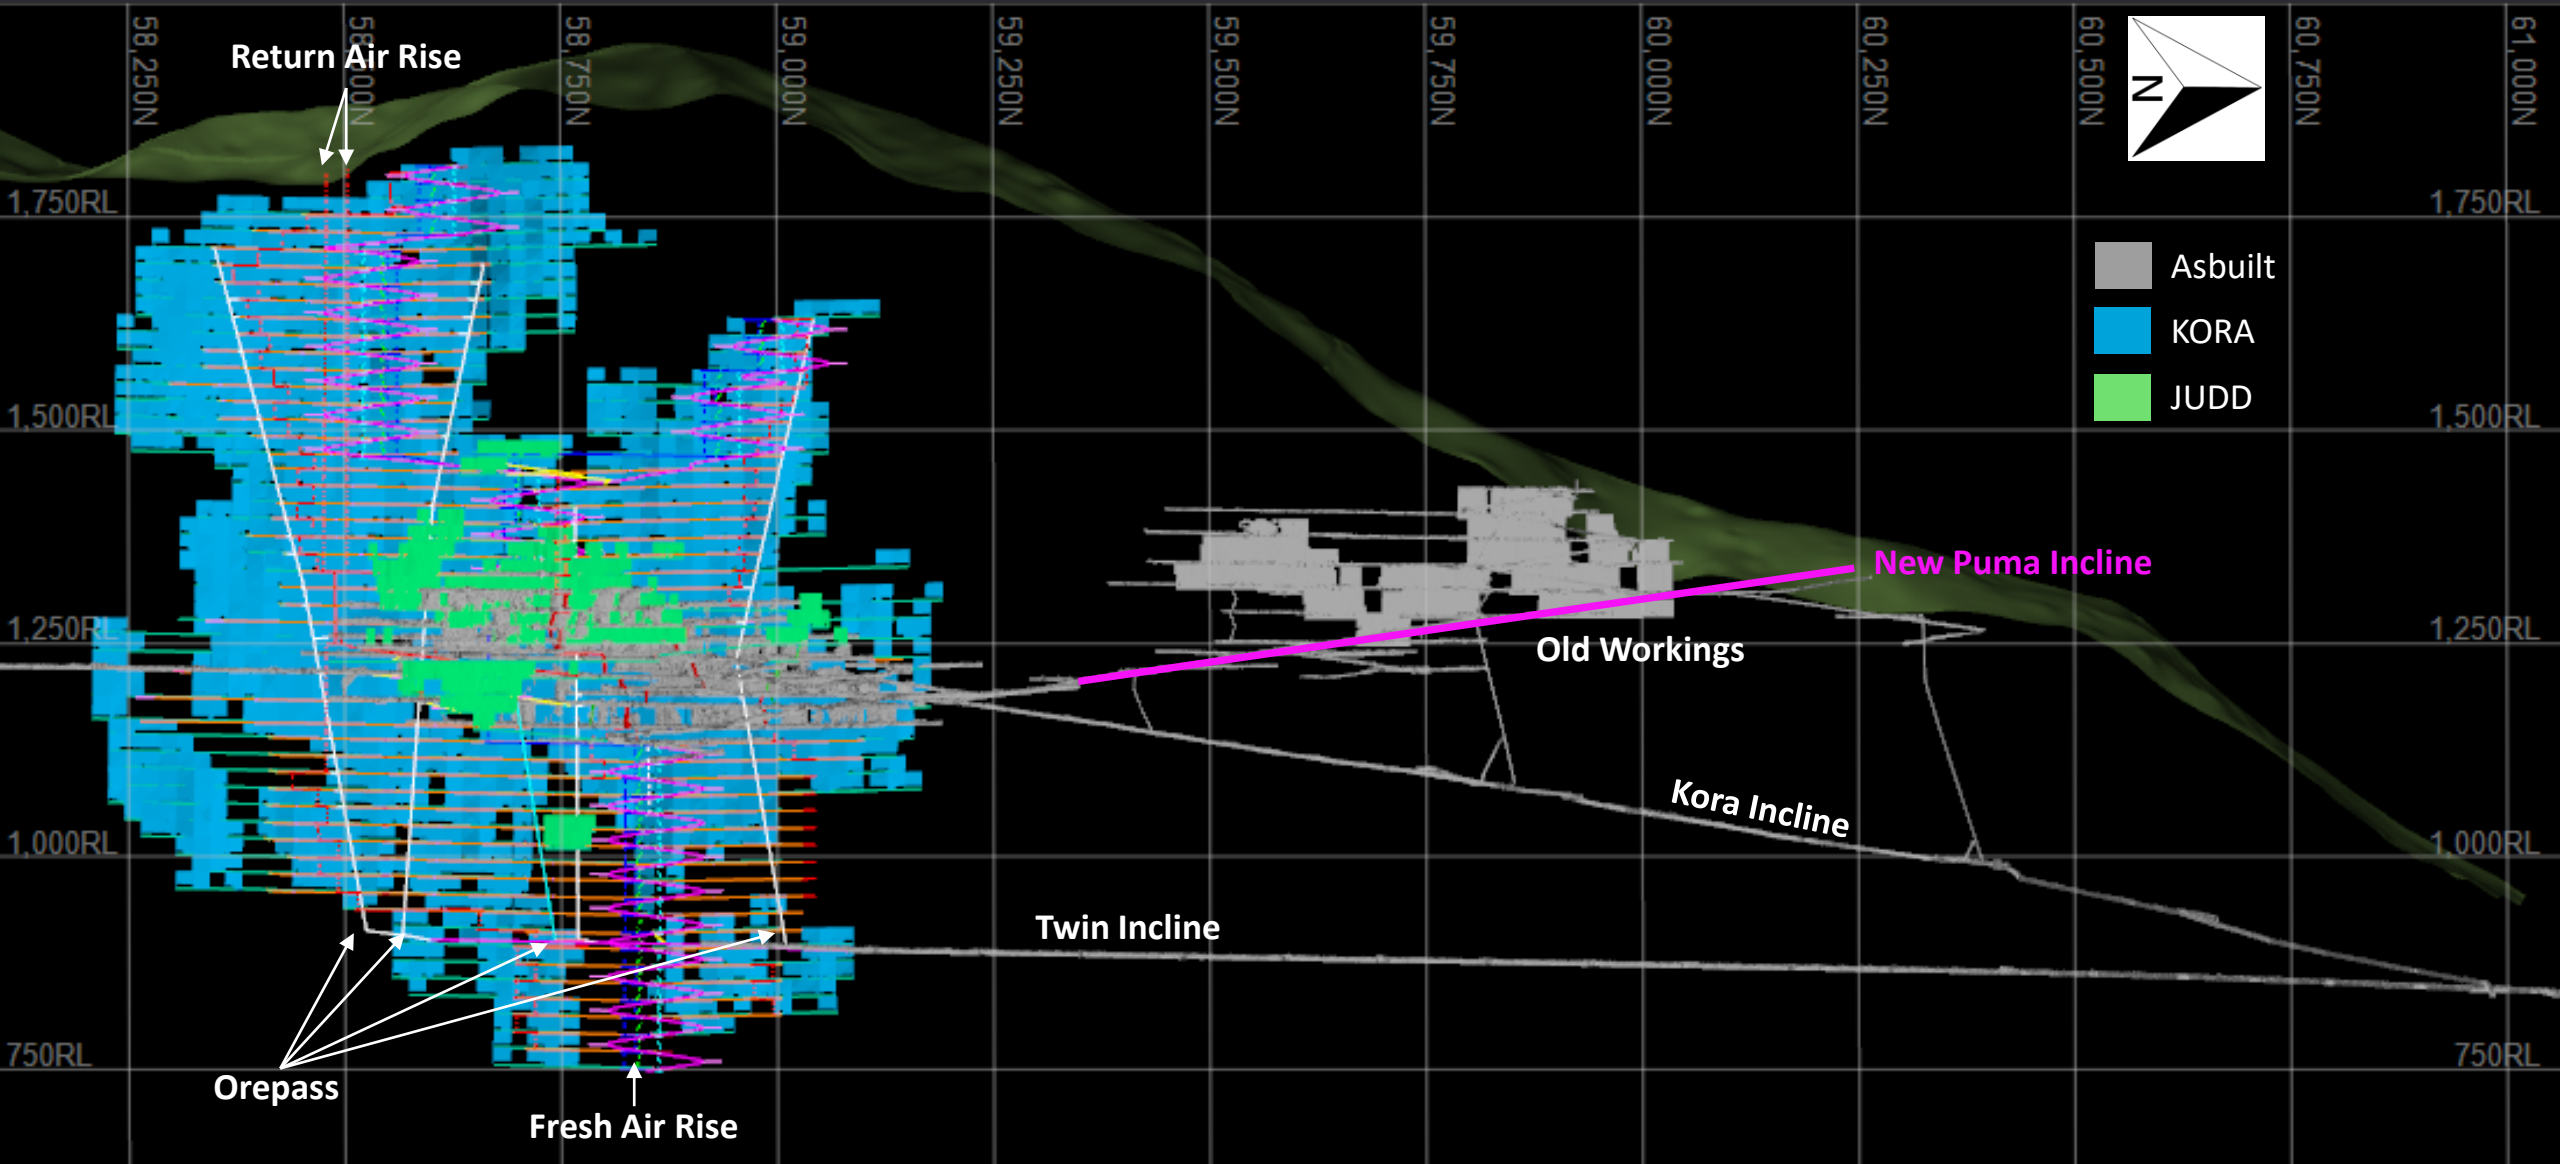 58,250N
58,500N
58,750N
59,000N
59,250N
59,500N
59,750N
60,000N
60,250N
60,500N
60,750N
61,000N
Return Air Rise
N
1,750RL
1,750RL
Asbuilt
KORA
JUDD
1,500RL
1,500RL
New Puma Incline
1,250RL
Old Workings
1,250RL
Kora Incline
1,000RL
1,000RL
Twin Incline
750RL
750RL
Orepass
Fresh Air Rise